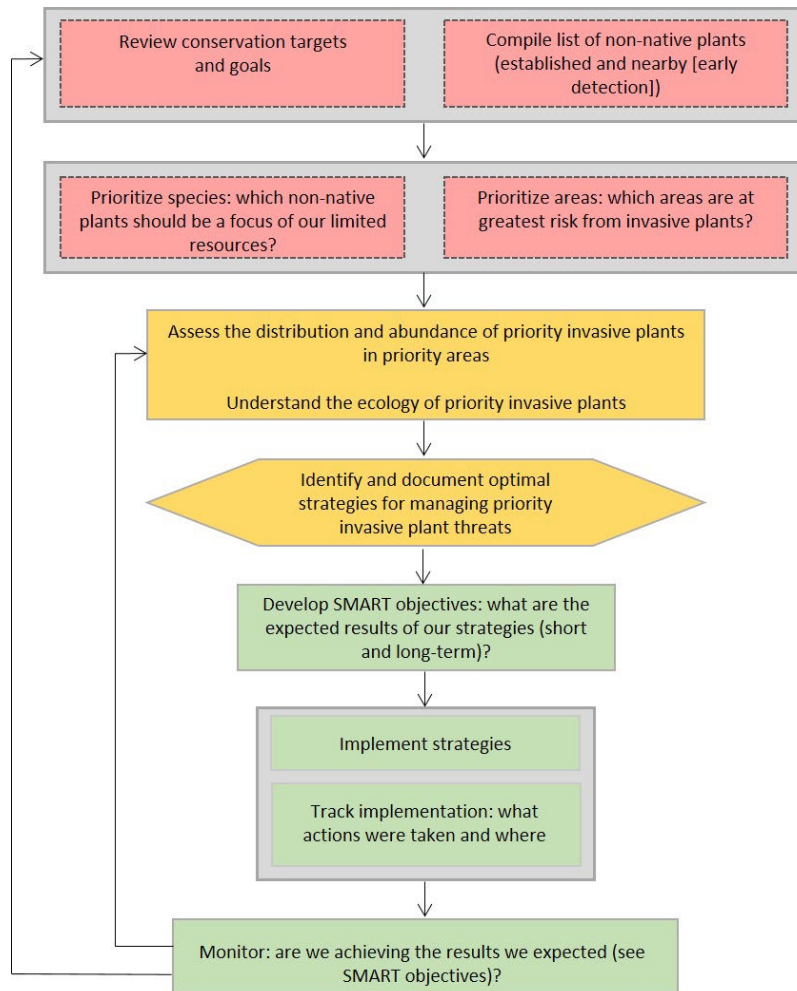 Review conservation targets
and goals
Compile list of non-native plants
(established and nearby [early
detection])
Prioritize species: which non-native
plants should be a focus of our limited
resources?
Prioritize areas: which areas are at
greatest risk from invasive plants?
Assess the distribution and abundance of priority invasive plants
in priority areas
Understand the ecology of priority invasive plants
Identify and document optimal
strategies for managing priority
invasive plant threats
Develop SMART objectives: what are the
expected results of our strategies (short
and long-term)?
Implement strategies
Track implementation: what
actions were taken and where
Monitor: are we achieving the results we expected (see
SMART objectives)?